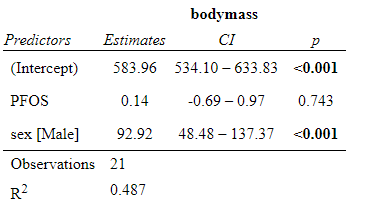 bodymass
Predictors Estimates CI p
(Intercept) 583.96 534.10 – 633.83 <0.001
PFOS 0.14 -0.69 – 0.97 0.743
sex [Male] 92.92 48.48 – 137.37 <0.001
Observations 21
R² 0.487